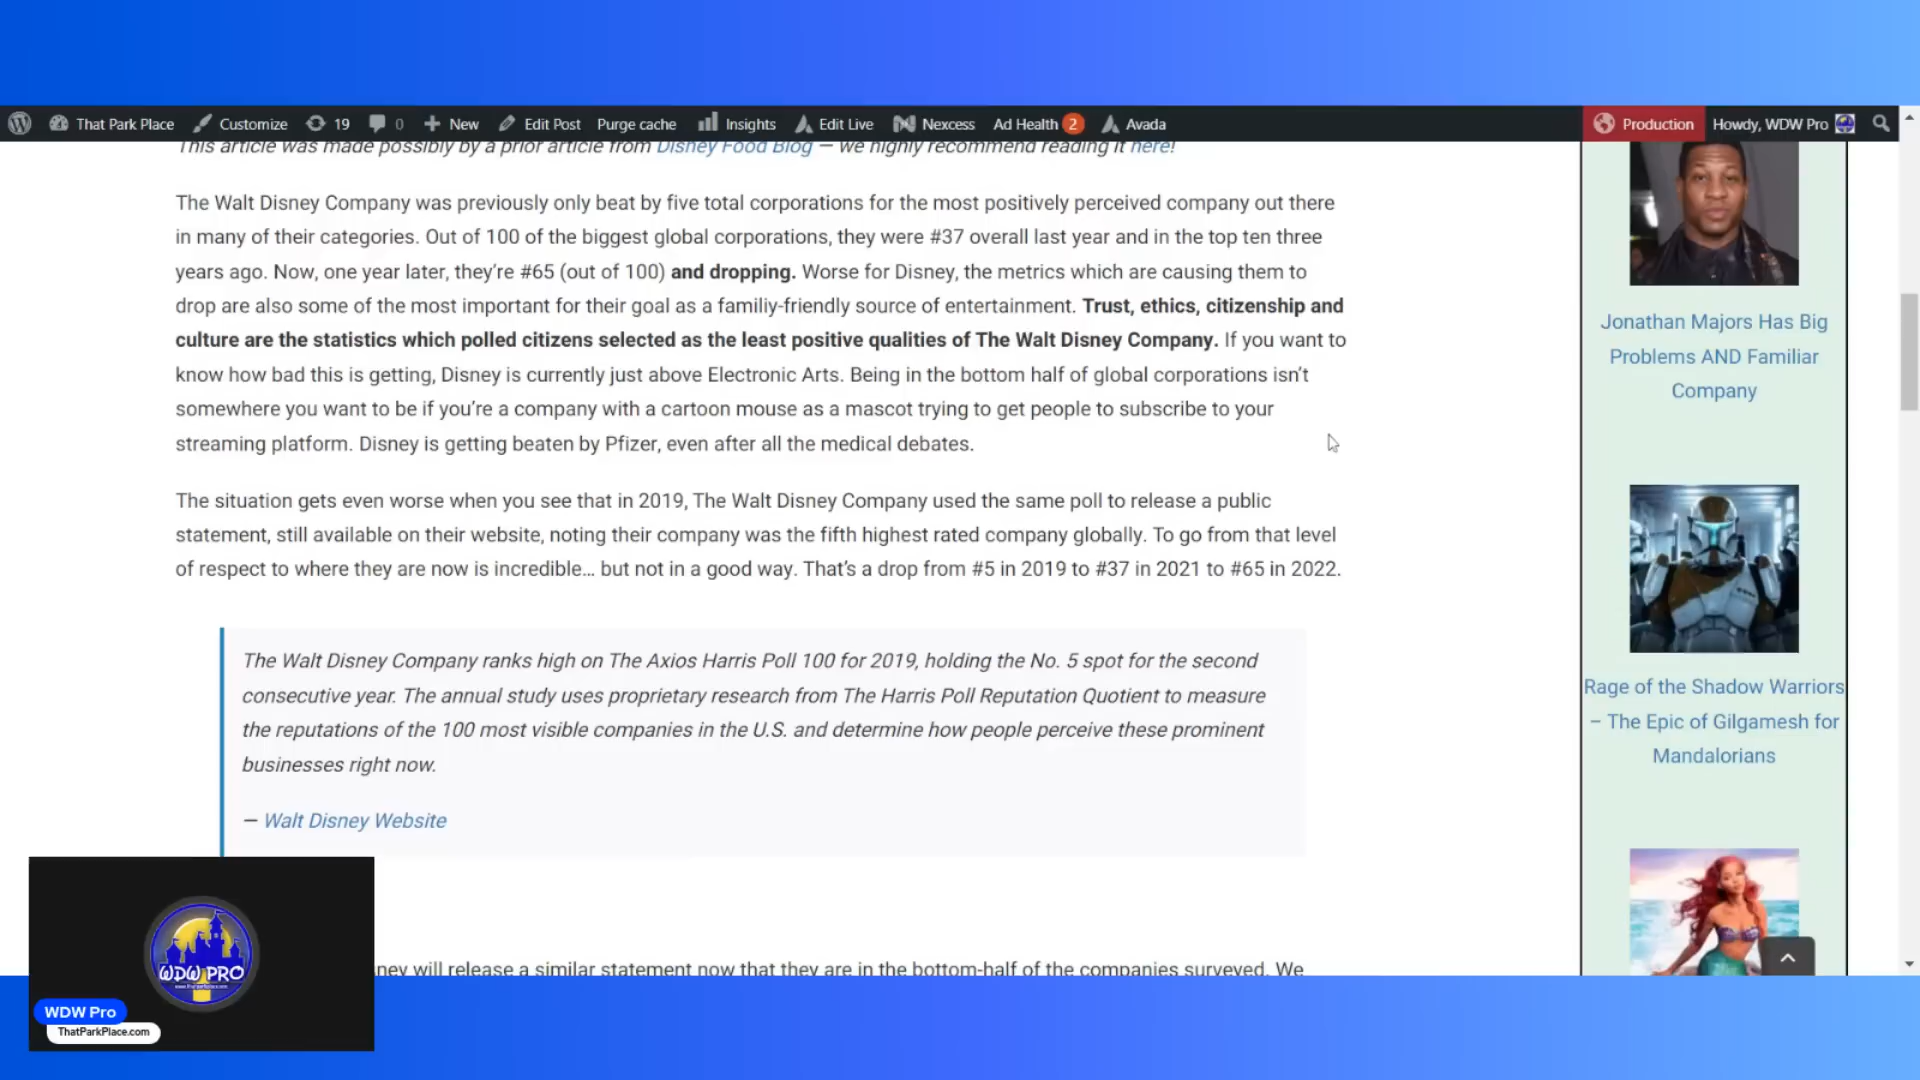 That Park Place Customize 19 0 New Edit Post Purge cache Insights Edit Live Nexcess Ad Health 2 Avada Production Howdy, WDW Pro
This article was made possibly by a prior article from Disney Food Blog — we highly recommend reading it here!
The Walt Disney Company was previously only beat by five total corporations for the most positively perceived company out there
in many of their categories. Out of 100 of the biggest global corporations, they were #37 overall last year and in the top ten three
years ago. Now, one year later, they're #65 (out of 100) and dropping. Worse for Disney, the metrics which are causing them to
drop are also some of the most important for their goal as a familiy-friendly source of entertainment. Trust, ethics, citizenship and
culture are the statistics which polled citizens selected as the least positive qualities of The Walt Disney Company. If you want to
know how bad this is getting, Disney is currently just above Electronic Arts. Being in the bottom half of global corporations isn't
somewhere you want to be if you're a company with a cartoon mouse as a mascot trying to get people to subscribe to your
streaming platform. Disney is getting beaten by Pfizer, even after all the medical debates.
The situation gets even worse when you see that in 2019, The Walt Disney Company used the same poll to release a public
statement, still available on their website, noting their company was the fifth highest rated company globally. To go from that level
of respect to where they are now is incredible... but not in a good way. That's a drop from #5 in 2019 to #37 in 2021 to #65 in 2022.
The Walt Disney Company ranks high on The Axios Harris Poll 100 for 2019, holding the No. 5 spot for the second
consecutive year. The annual study uses proprietary research from The Harris Poll Reputation Quotient to measure
the reputations of the 100 most visible companies in the U.S. and determine how people perceive these prominent
businesses right now.
— Walt Disney Website
ney will release a similar statement now that they are in the bottom-half of the companies surveyed. We
Jonathan Majors Has Big
Problems AND Familiar
Company
Rage of the Shadow Warriors
– The Epic of Gilgamesh for
Mandalorians
WDW PRO
WDW Pro
ThatParkPlace.com